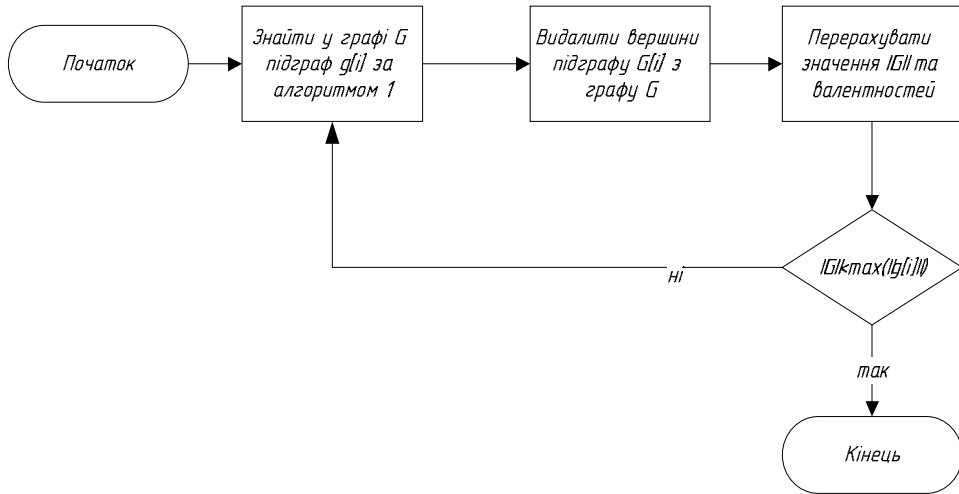 Початок
Знайти у графі G
підграф g[i] за
алгоритмом 1
Видалити вершини
підграфу G[i] з
графу G
Перерахувати
значення |G|| та
валентностей
|G|<max(|g[i]||)
ні
так
Кінець